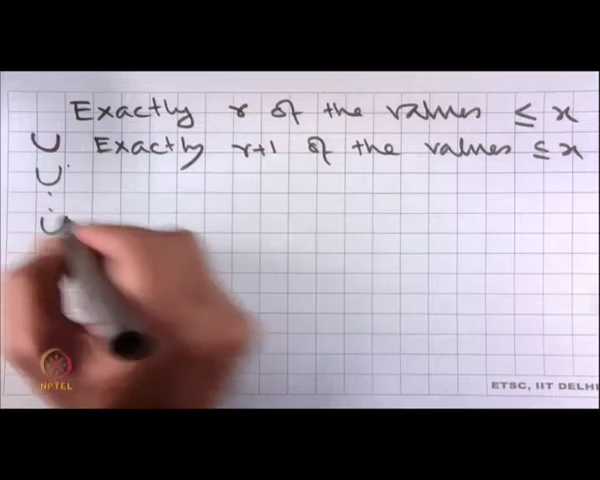 Exactly r of the values ≤ x
∪ Exactly r+1 of the values ≤ x
∪
∪
NPTEL
ETSC, IIT DELHI